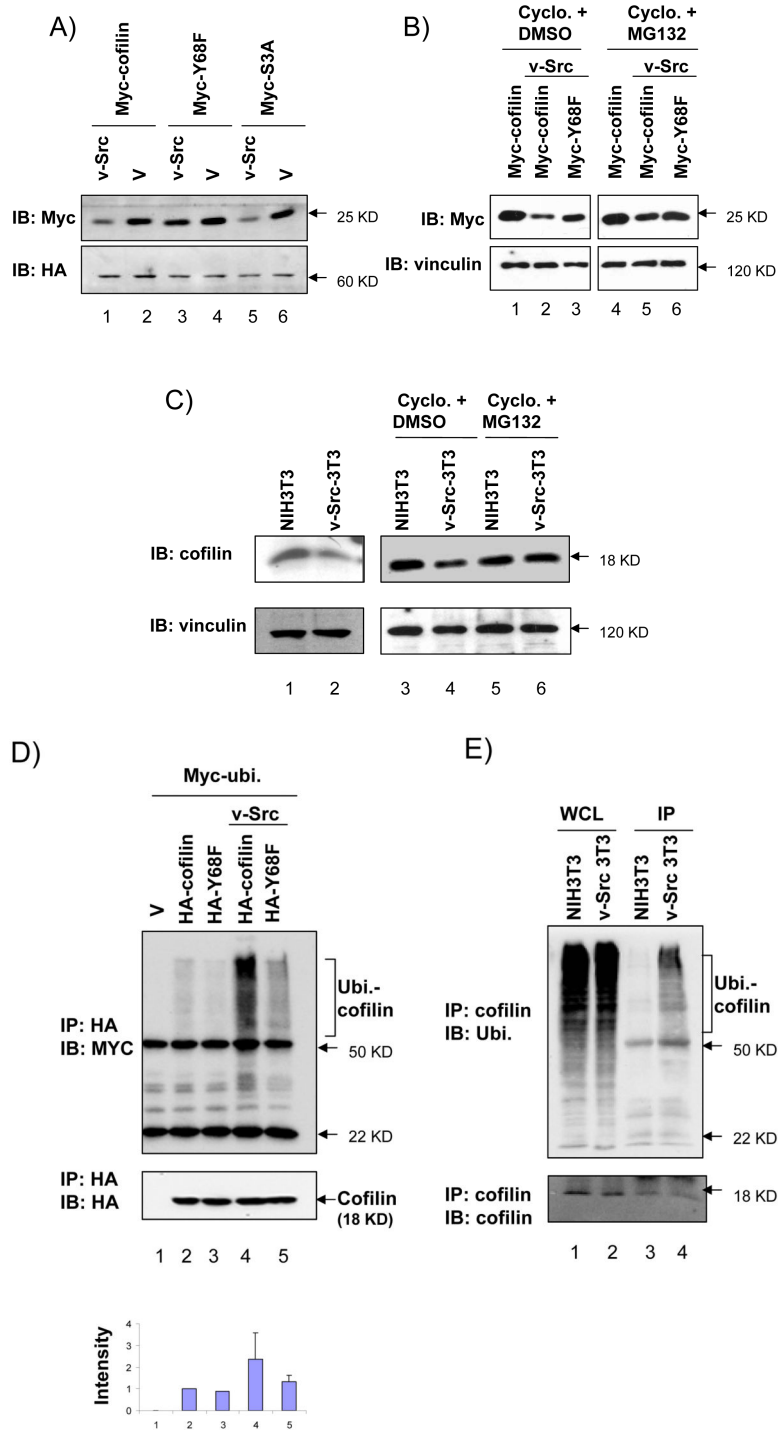 A)
Myc-cofilin
Myc-Y68F
Myc-S3A
v-Src
V
v-Src
V
v-Src
V
IB: Myc
25 KD
IB: HA
60 KD
1 2 3 4 5 6
B)
Cyclo. + DMSO
Cyclo. + MG132
v-Src
v-Src
Myc-cofilin
Myc-cofilin
Myc-Y68F
Myc-cofilin
Myc-cofilin
Myc-Y68F
IB: Myc
25 KD
IB: vinculin
120 KD
1 2 3 4 5 6
C)
Cyclo. + DMSO
Cyclo. + MG132
NIH3T3
v-Src-3T3
NIH3T3
v-Src-3T3
NIH3T3
v-Src-3T3
IB: cofilin
18 KD
IB: vinculin
120 KD
1 2 3 4 5 6
D)
Myc-ubi.
v-Src
V
HA-cofilin
HA-Y68F
HA-cofilin
HA-Y68F
Ubi.-
cofilin
IP: HA
IB: MYC
50 KD
22 KD
IP: HA
IB: HA
Cofilin
(18 KD)
1 2 3 4 5
Intensity
4
3
2
1
0
1 2 3 4 5
E)
WCL
IP
NIH3T3
v-Src 3T3
NIH3T3
v-Src 3T3
Ubi.-
cofilin
IP: cofilin
IB: Ubi.
50 KD
22 KD
IP: cofilin
IB: cofilin
18 KD
1 2 3 4